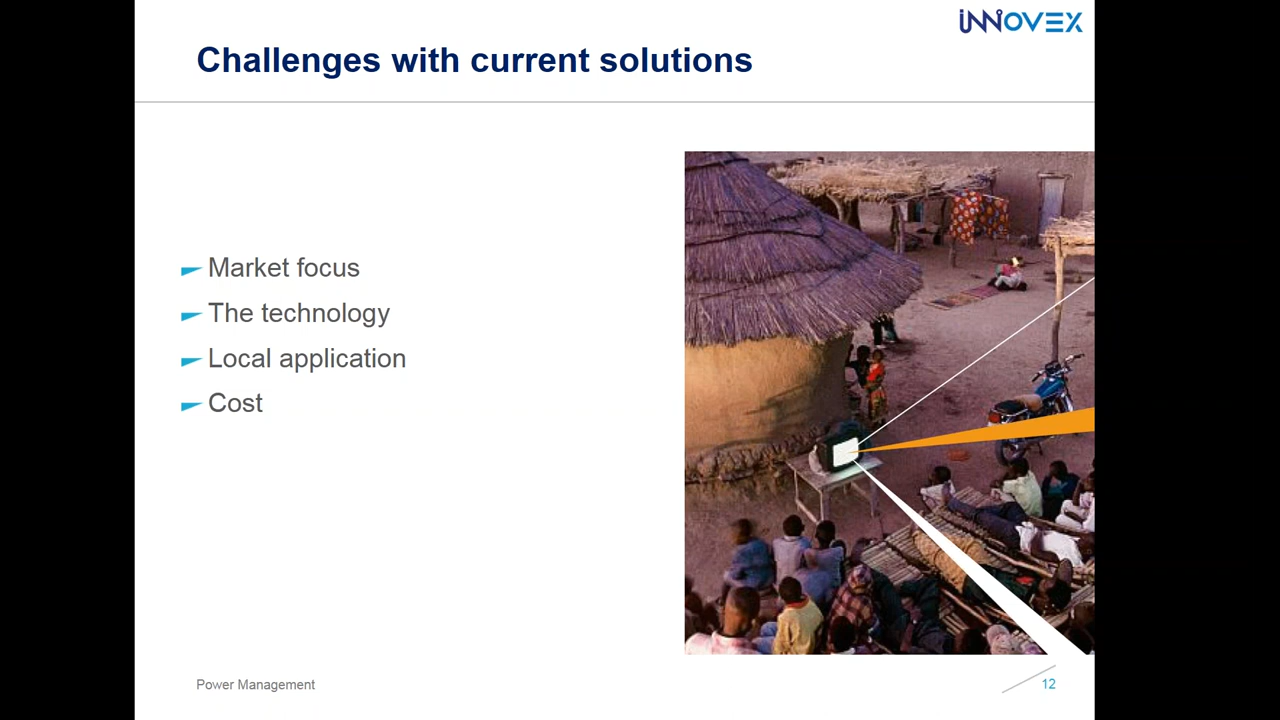 INNOVEX
Challenges with current solutions
Market focus
The technology
Local application
Cost
Power Management
12